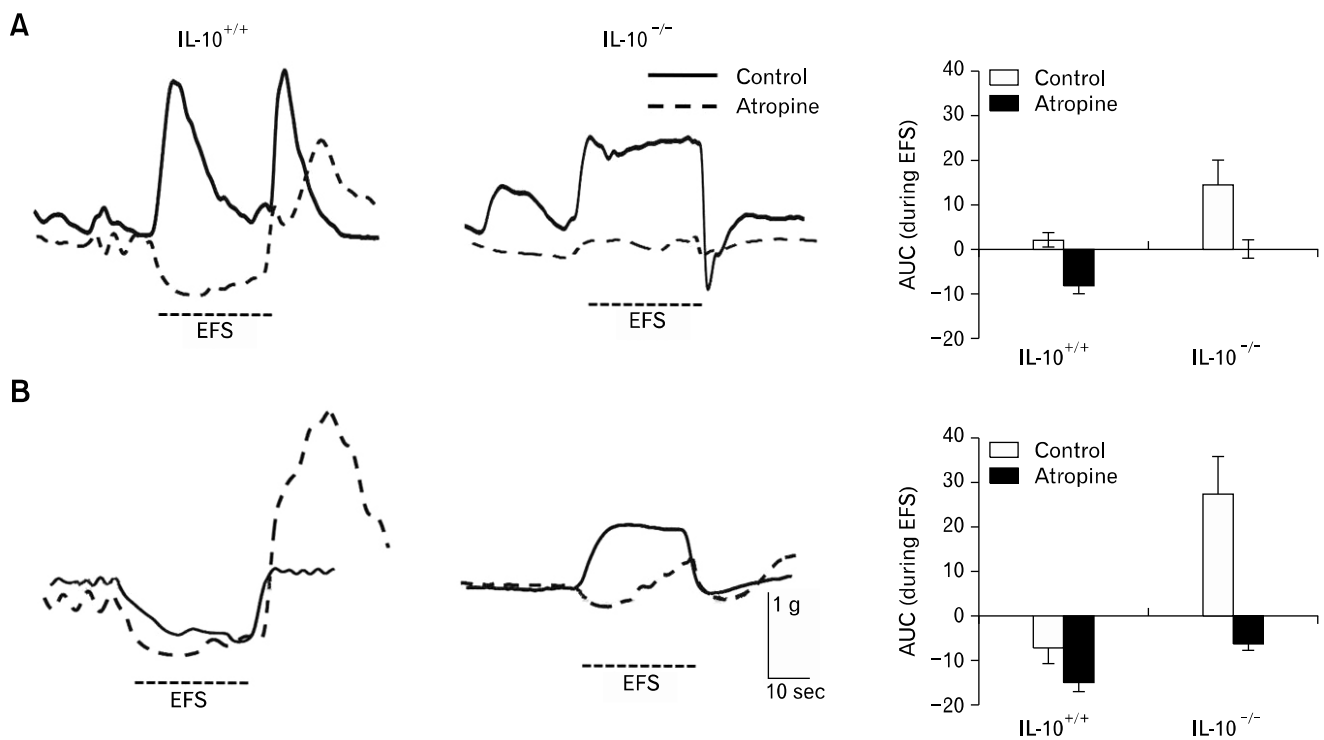 A
IL-10+/+
IL-10−/−
Control
Atropine
EFS
EFS
AUC (during EFS)
40
30
20
10
0
−10
−20
Control
Atropine
IL-10+/+
IL-10−/−
B
EFS
EFS
1 g
10 sec
AUC (during EFS)
40
30
20
10
0
−10
−20
Control
Atropine
IL-10+/+
IL-10−/−